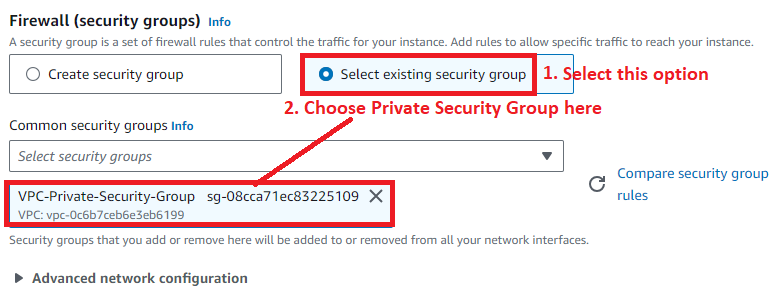 Firewall (security groups) Info
A security group is a set of firewall rules that control the traffic for your instance. Add rules to allow specific traffic to reach your instance.
Create security group
Select existing security group
1. Select this option
2. Choose Private Security Group here
Common security groups Info
Select security groups
VPC-Private-Security-Group sg-08cca71ec83225109
VPC: vpc-0c6b7ceb6e3eb6199
Compare security group
rules
Security groups that you add or remove here will be added to or removed from all your network interfaces.
Advanced network configuration